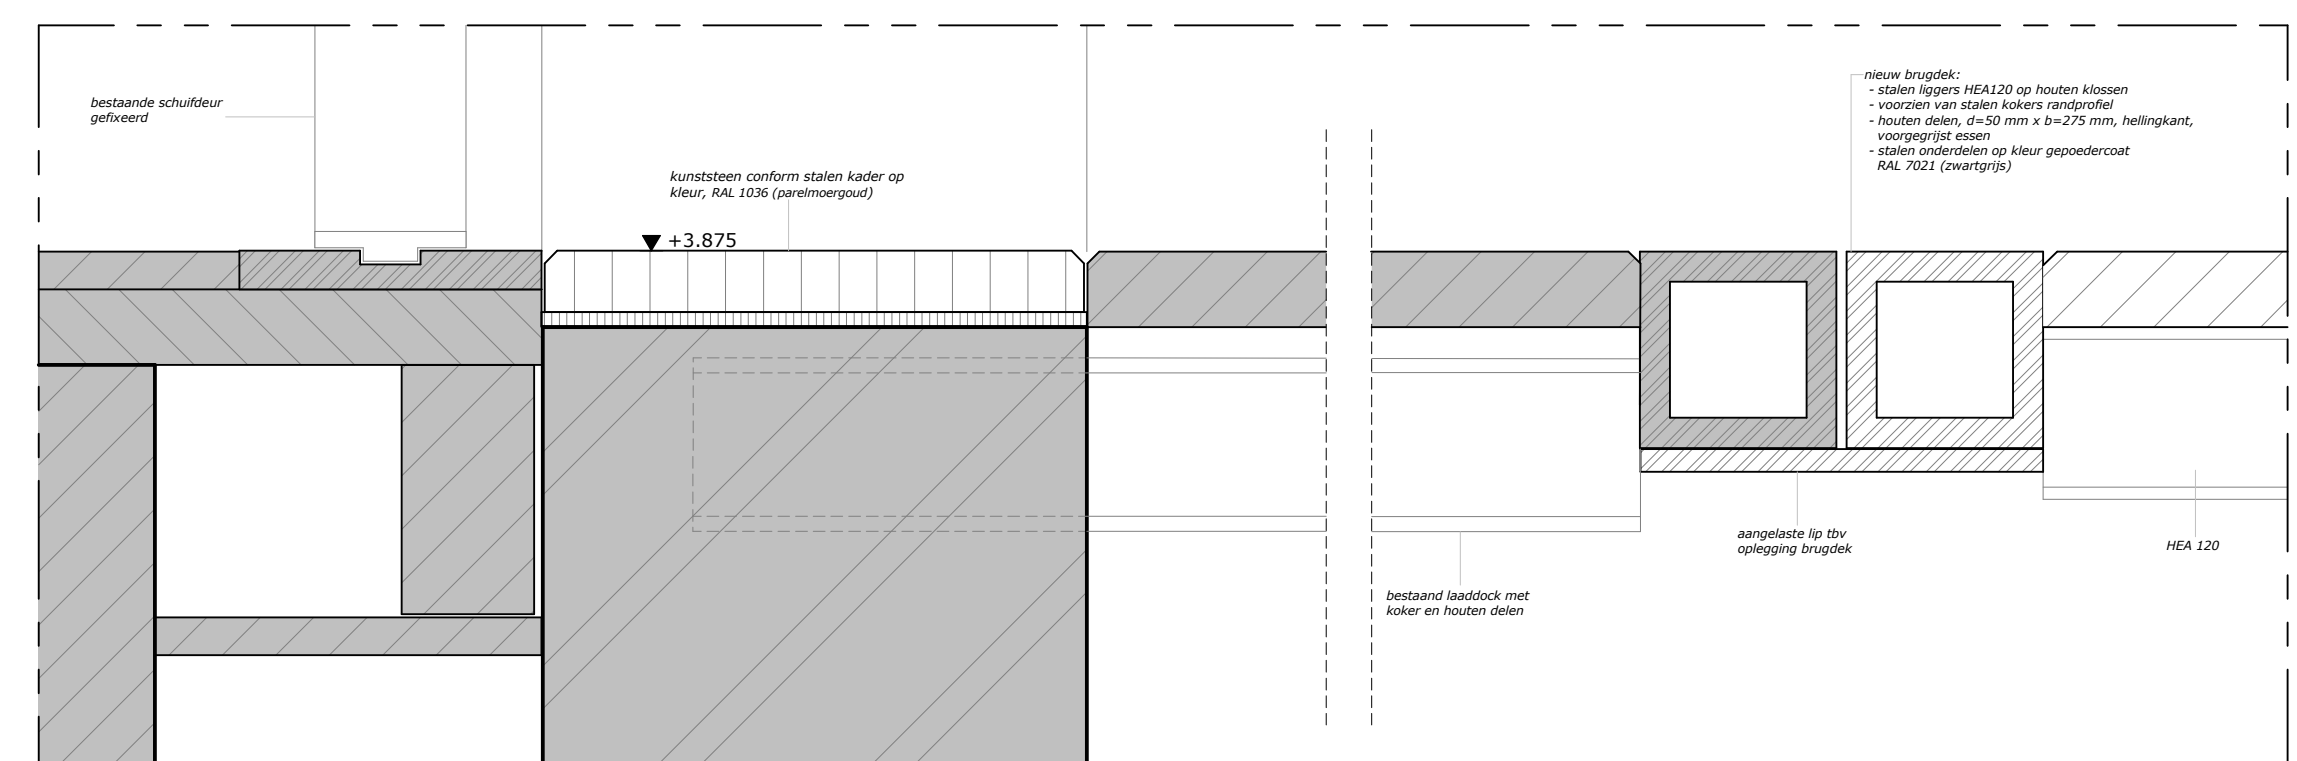 bestaande schuifdeur
gefixeerd
kunststeen conform stalen kader op
kleur, RAL 1036 (parelmoergoud)
+3.875
nieuw brugdek:
- stalen liggers HEA120 op houten klossen
- voorzien van stalen kokers randprofiel
- houten delen, d=50 mm x b=275 mm, hellingkant,
voorgegrijst essen
- stalen onderdelen op kleur gepoedercoat
RAL 7021 (zwartgrijs)
aangelaste lip tbv
oplegging brugdek
HEA 120
bestaand laaddock met
koker en houten delen